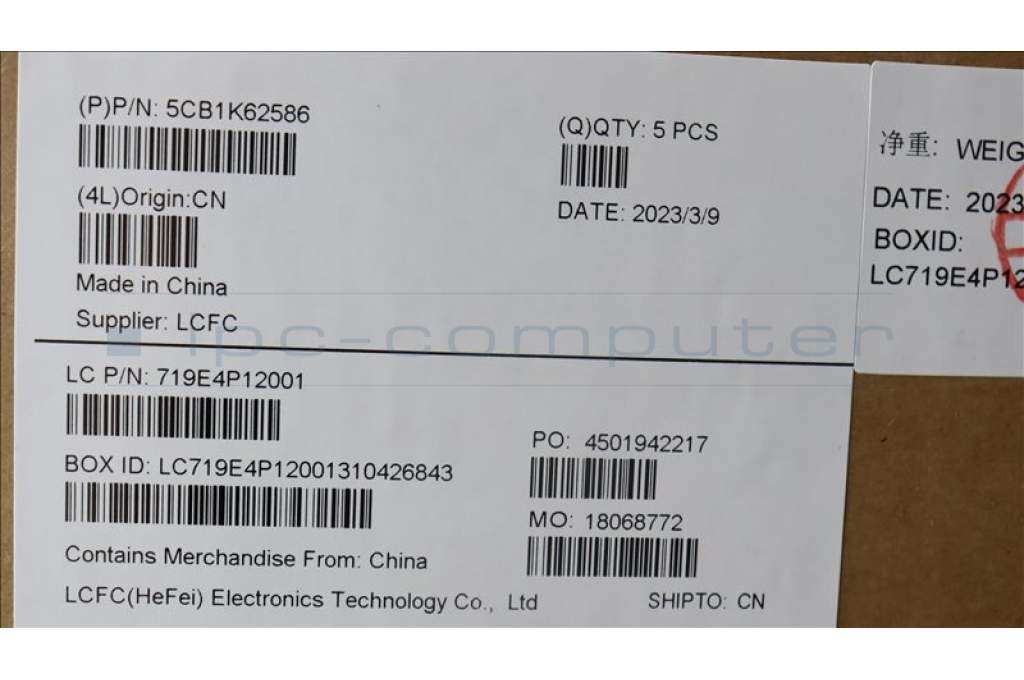 (P)P/N: 5CB1K62586
(Q)QTY: 5 PCS
(4L)Origin:CN
DATE: 2023/3/9
Made in China
Supplier: LCFC
ipc-computer
LC P/N: 719E4P12001
PO: 4501942217
BOX ID: LC719E4P12001310426843
MO: 18068772
Contains Merchandise From: China
LCFC(HeFei) Electronics Technology Co., Ltd
SHIPTO: CN
净重: WEIG
DATE: 2023
BOXID:
LC719E4P12